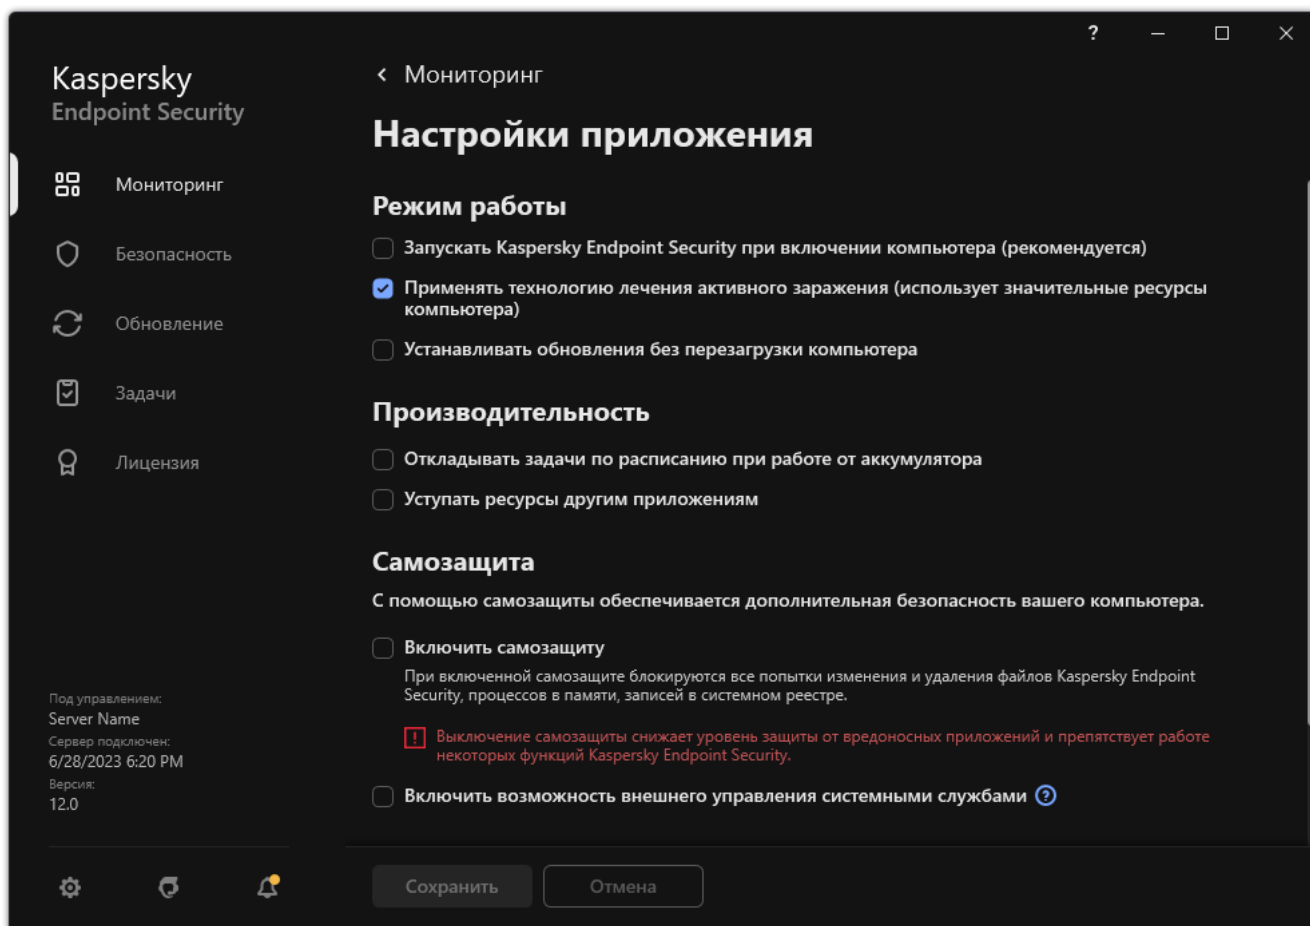 ?
Kaspersky
Endpoint Security
Мониторинг
Безопасность
Обновление
Задачи
Лицензия
Под управлением:
Server Name
Сервер подключен:
6/28/2023 6:20 PM
Версия:
12.0
Мониторинг
Настройки приложения
Режим работы
Запускать Kaspersky Endpoint Security при включении компьютера (рекомендуется)
Применять технологию лечения активного заражения (использует значительные ресурсы
компьютера)
Устанавливать обновления без перезагрузки компьютера
Производительность
Откладывать задачи по расписанию при работе от аккумулятора
Уступать ресурсы другим приложениям
Самозащита
С помощью самозащиты обеспечивается дополнительная безопасность вашего компьютера.
Включить самозащиту
При включенной самозащите блокируются все попытки изменения и удаления файлов Kaspersky Endpoint
Security, процессов в памяти, записей в системном реестре.
Выключение самозащиты снижает уровень защиты от вредоносных приложений и препятствует работе
некоторых функций Kaspersky Endpoint Security.
Включить возможность внешнего управления системными службами ?
Сохранить
Отмена